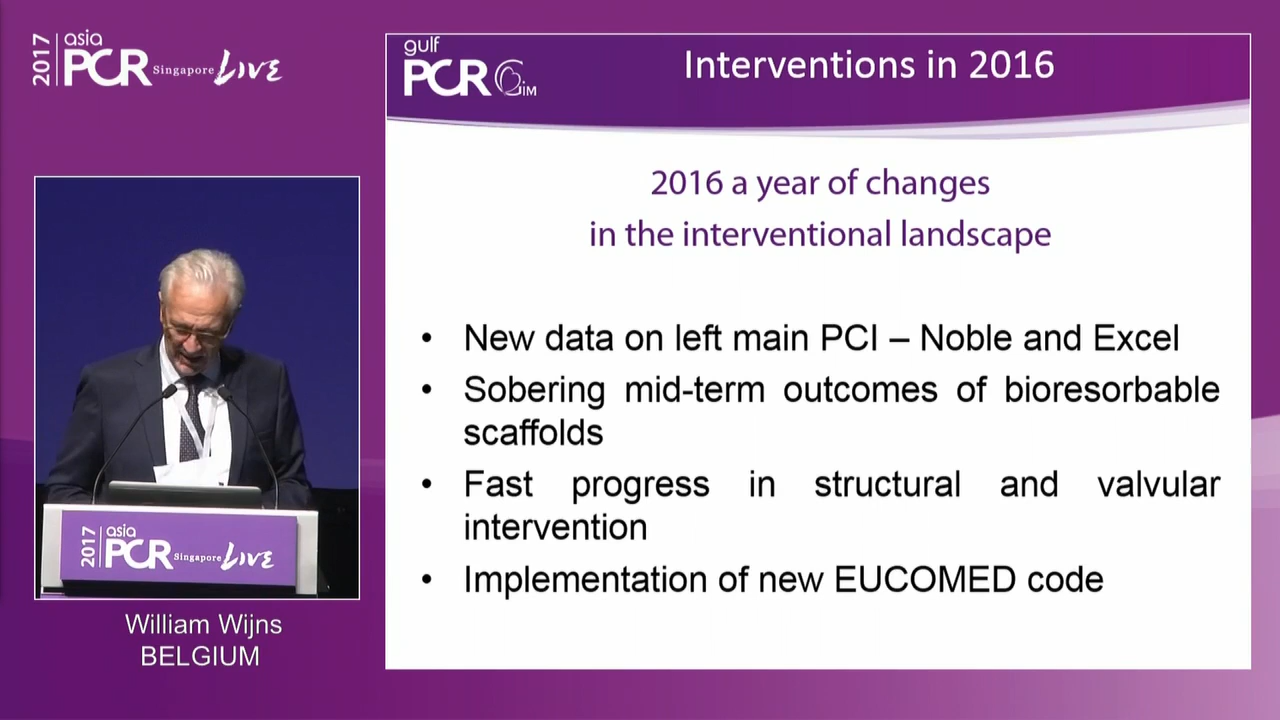 2017 asia PCR Singapore LIVE
gulf PCR GIM
Interventions in 2016
2016 a year of changes
in the interventional landscape
• New data on left main PCI – Noble and Excel
• Sobering mid-term outcomes of bioresorbable
scaffolds
• Fast progress in structural and valvular
intervention
• Implementation of new EUCOMED code
2017 asia PCR Singapore LIVE
William Wijns
BELGIUM